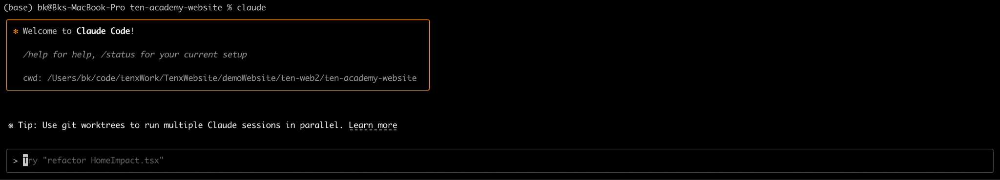 (base) bk@Bks-MacBook-Pro ten-academy-website % claude
* Welcome to Claude Code!
/help for help, /status for your current setup
cwd: /Users/bk/code/tenxWork/TenxWebsite/demoWebsite/ten-web2/ten-academy-website
※ Tip: Use git worktrees to run multiple Claude sessions in parallel. Learn more
> Try "refactor HomeImpact.tsx"